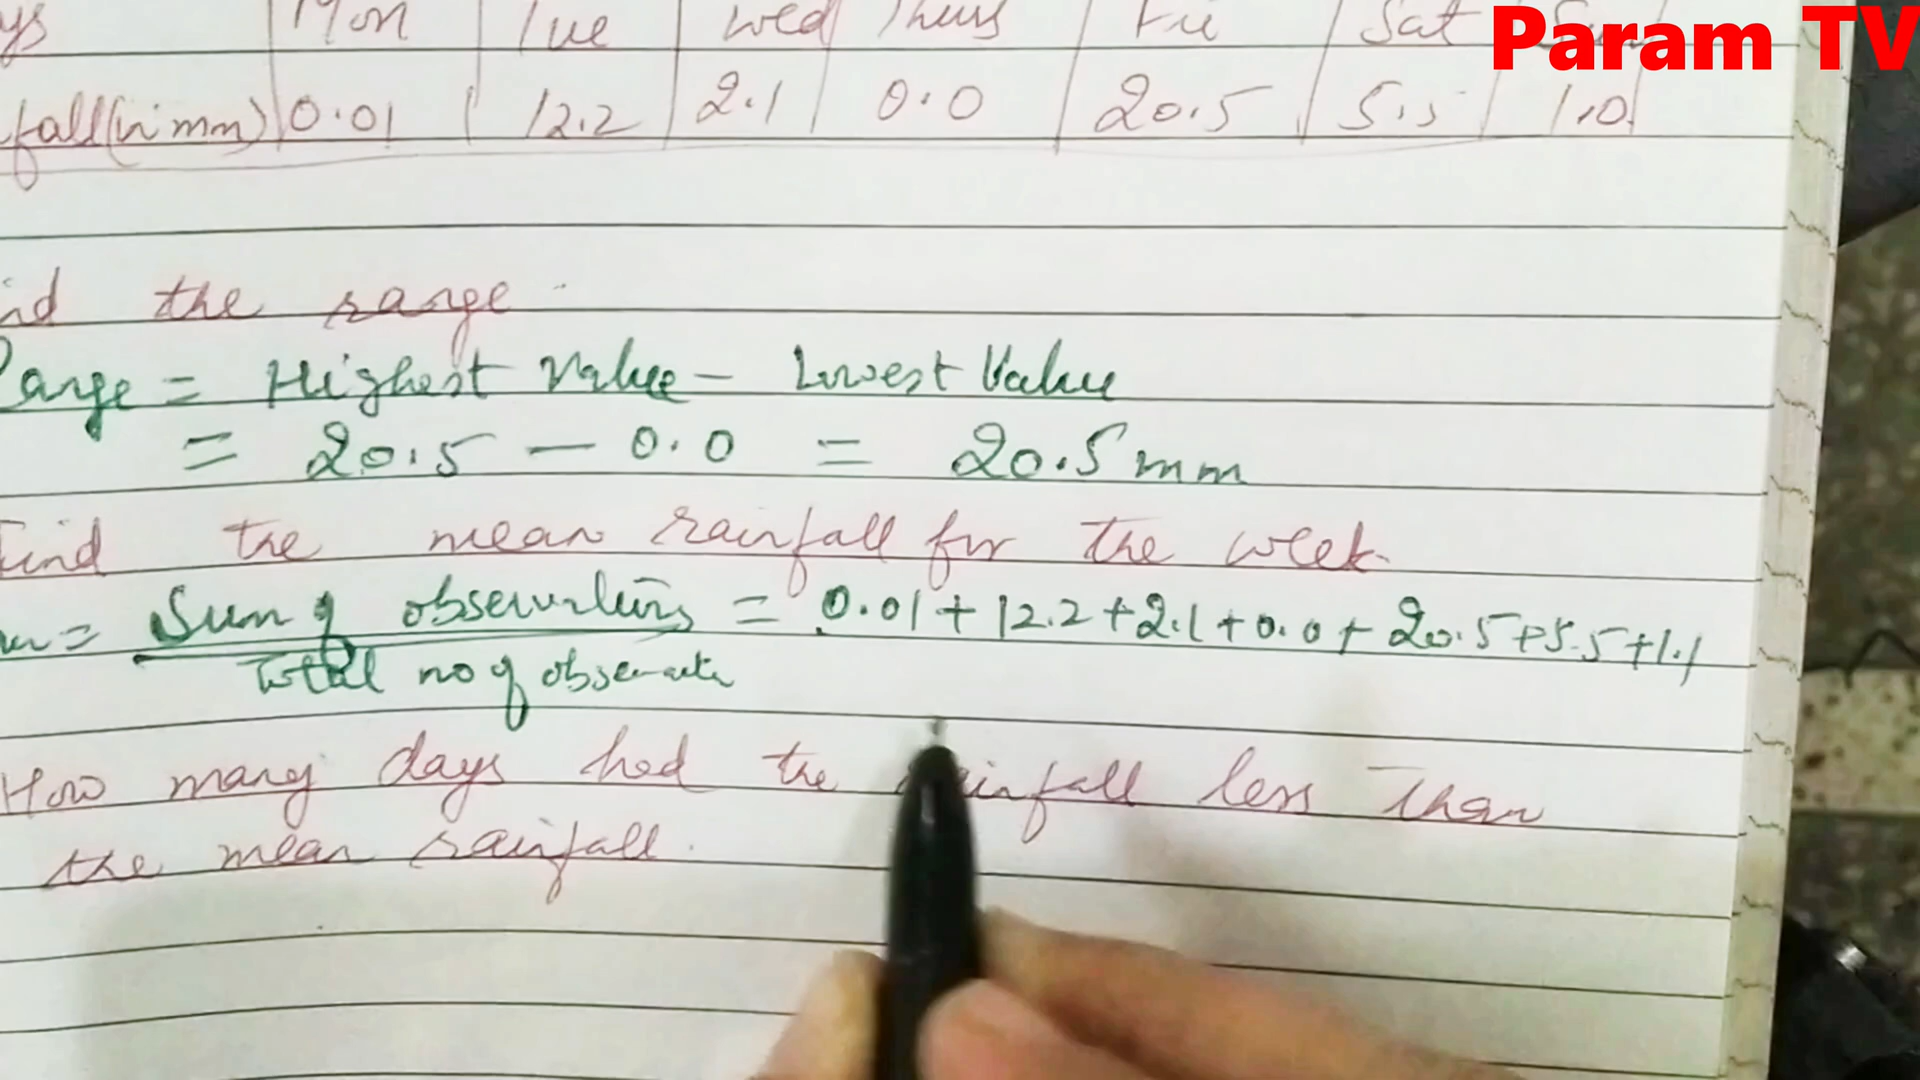 ys Mon Tue Wed Thurs Fri Sat
Param TV
fall(in mm) 0.01 12.2 2.1 0.0 20.5 5.5 1.0
nd the range
Range = Highest Value - Lowest Value
= 20.5 - 0.0 = 20.5mm
Find the mean rainfall for the week.
= Sum of observations = 0.01 + 12.2 + 2.1 + 0.0 + 20.5 + 5.5 + 1.1
Total no of
How many days had the rainfall less than
the mean rainfall.